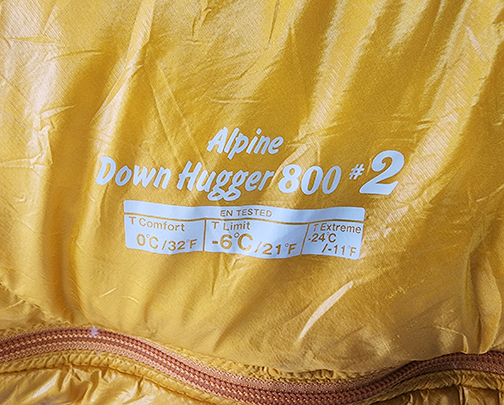 Alpine
Down Hugger 800 #2
EN TESTED
T Comfort T Limit T Extreme
0°C/32°F -6°C/21°F -24°C
/-11°F